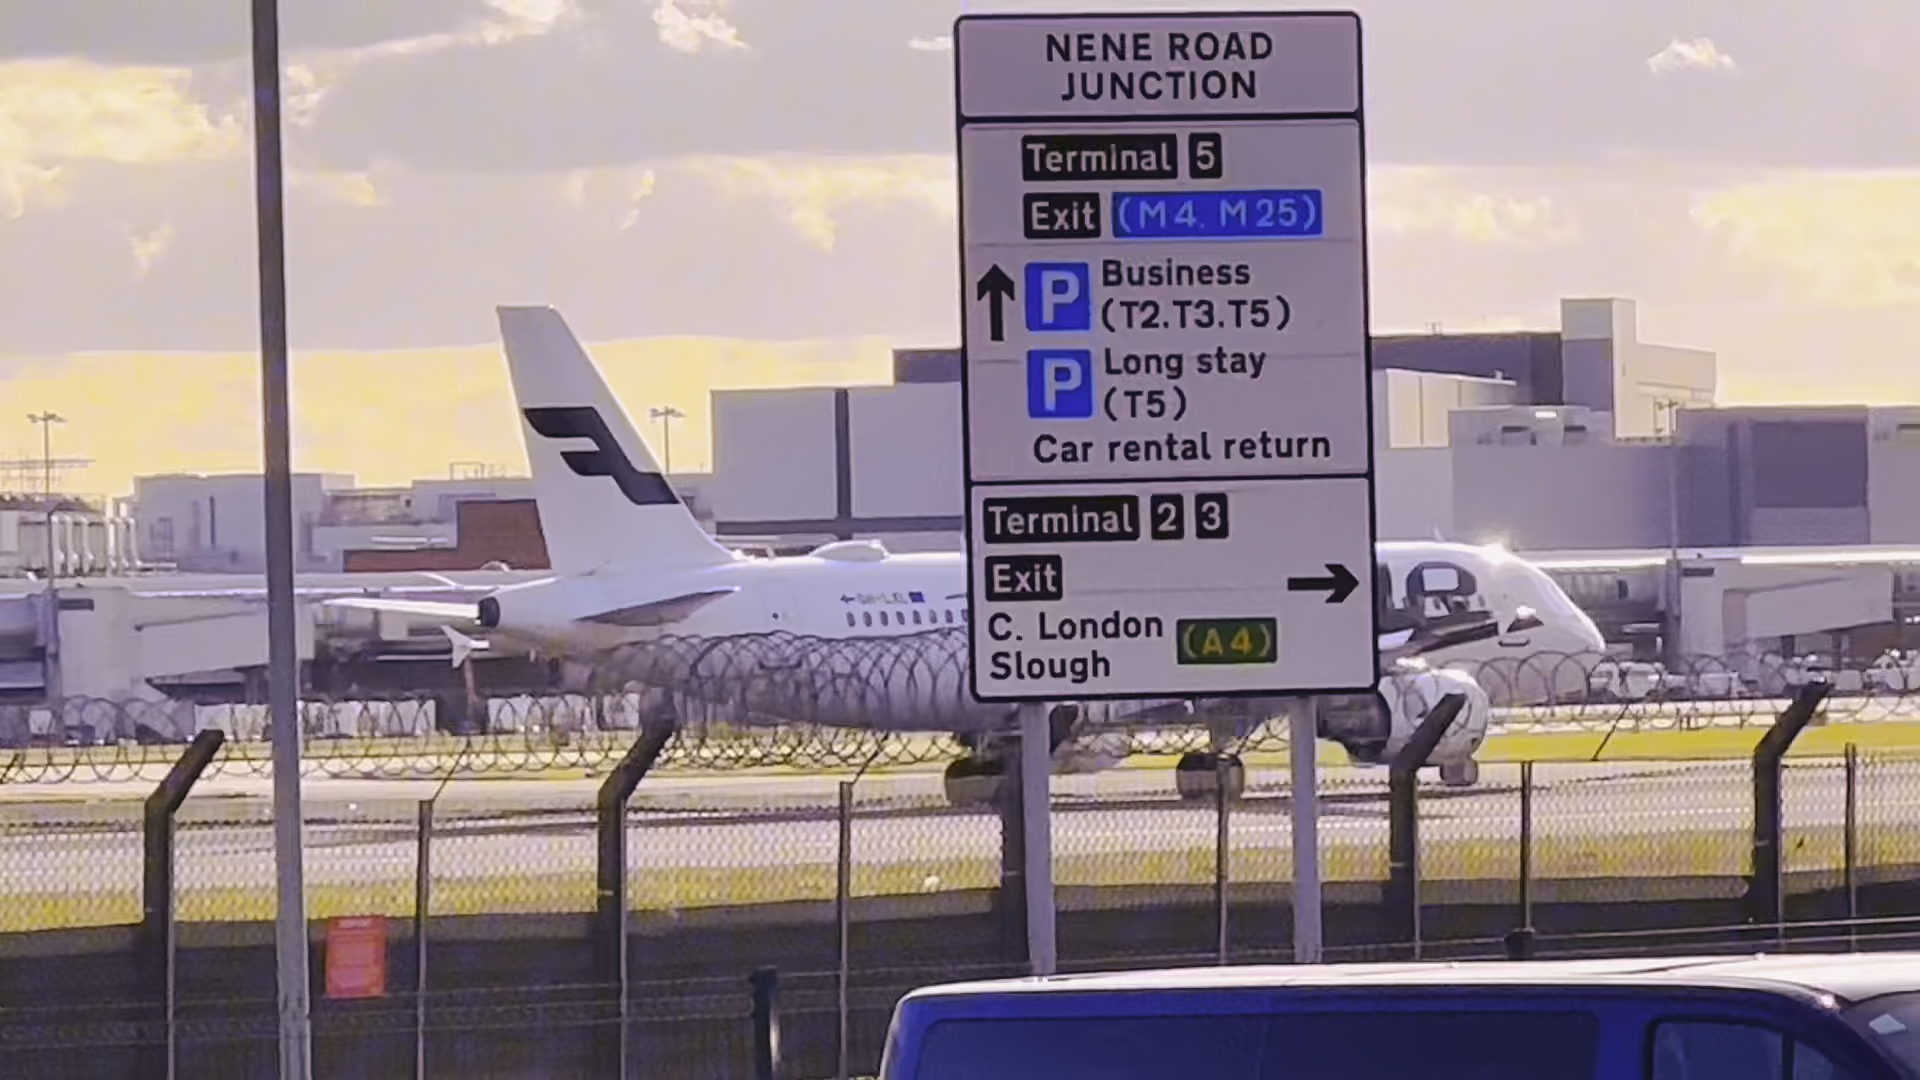 NENE ROAD
JUNCTION
Terminal 5
Exit (M4. M25)
P Business
(T2.T3.T5)
P Long stay
(T5)
Car rental return
Terminal 2 3
Exit
C. London (A4)
Slough